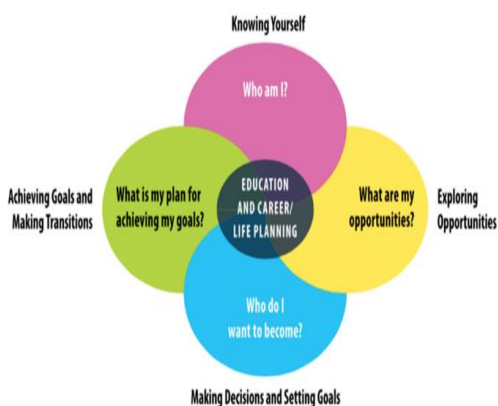 Knowing Yourself
Who am I?
Achieving Goals and
Making Transitions
What is my plan for
achieving my goals?
EDUCATION
AND CAREER/
LIFE PLANNING
What are my
opportunities?
Exploring
Opportunities
Who do I
want to become?
Making Decisions and Setting Goals